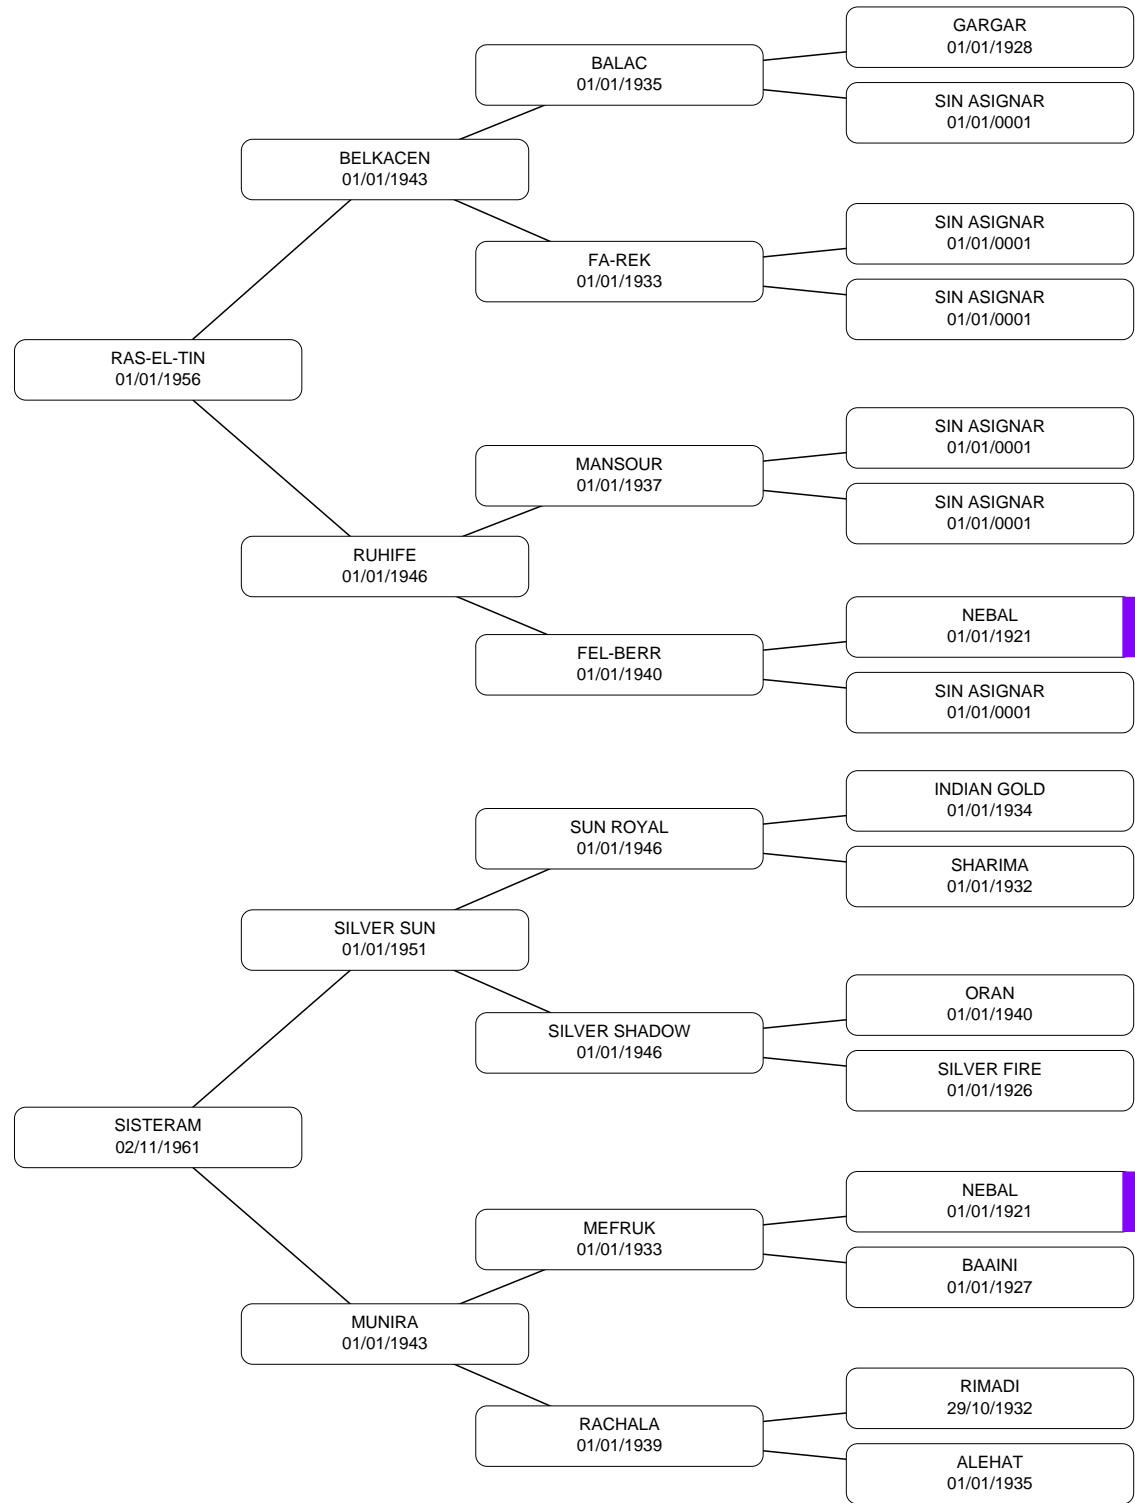 GARGAR
01/01/1928
BALAC
01/01/1935
SIN ASIGNAR
01/01/0001
BELKACEN
01/01/1943
SIN ASIGNAR
01/01/0001
FA-REK
01/01/1933
SIN ASIGNAR
01/01/0001
RAS-EL-TIN
01/01/1956
SIN ASIGNAR
01/01/0001
MANSOUR
01/01/1937
SIN ASIGNAR
01/01/0001
RUHIFE
01/01/1946
NEBAL
01/01/1921
FEL-BERR
01/01/1940
SIN ASIGNAR
01/01/0001
INDIAN GOLD
01/01/1934
SUN ROYAL
01/01/1946
SHARIMA
01/01/1932
SILVER SUN
01/01/1951
ORAN
01/01/1940
SILVER SHADOW
01/01/1946
SILVER FIRE
01/01/1926
SISTERAM
02/11/1961
NEBAL
01/01/1921
MEFRUK
01/01/1933
BAAINI
01/01/1927
MUNIRA
01/01/1943
RIMADI
29/10/1932
RACHALA
01/01/1939
ALEHAT
01/01/1935